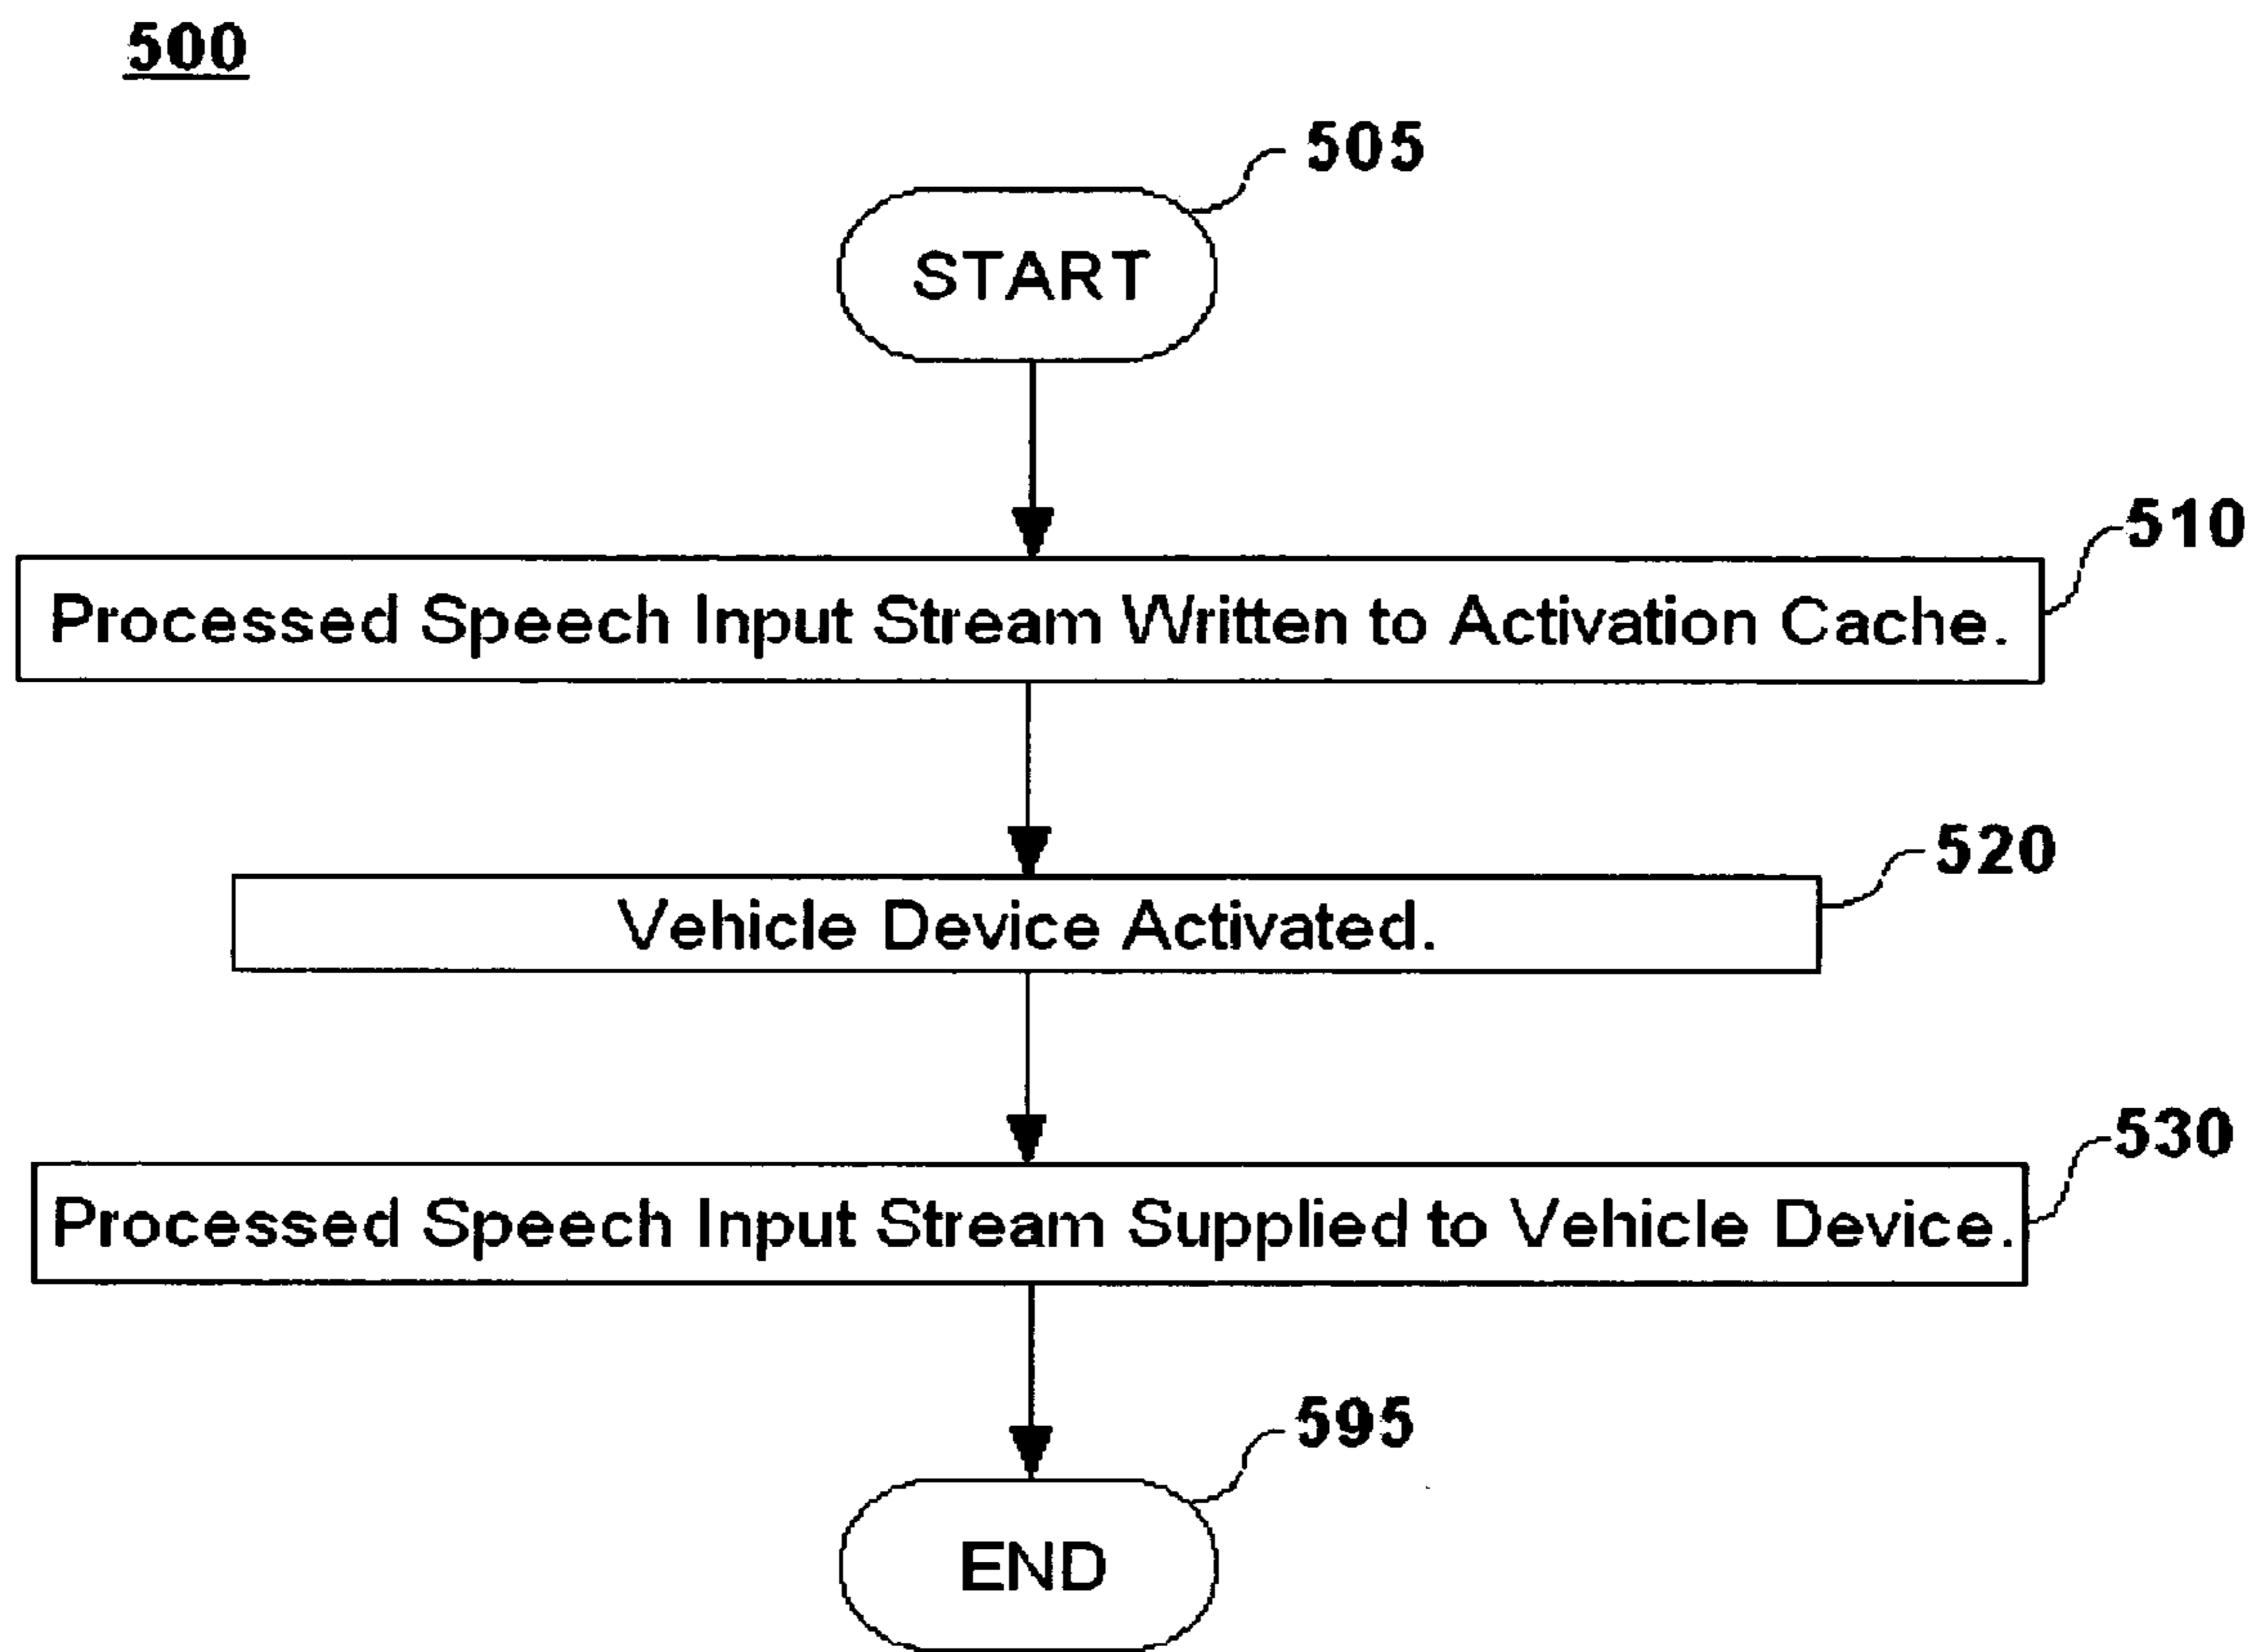 500
505
START
510
Processed Speech Input Stream Written to Activation Cache.
520
Vehicle Device Activated.
530
Processed Speech Input Stream Supplied to Vehicle Device.
595
END